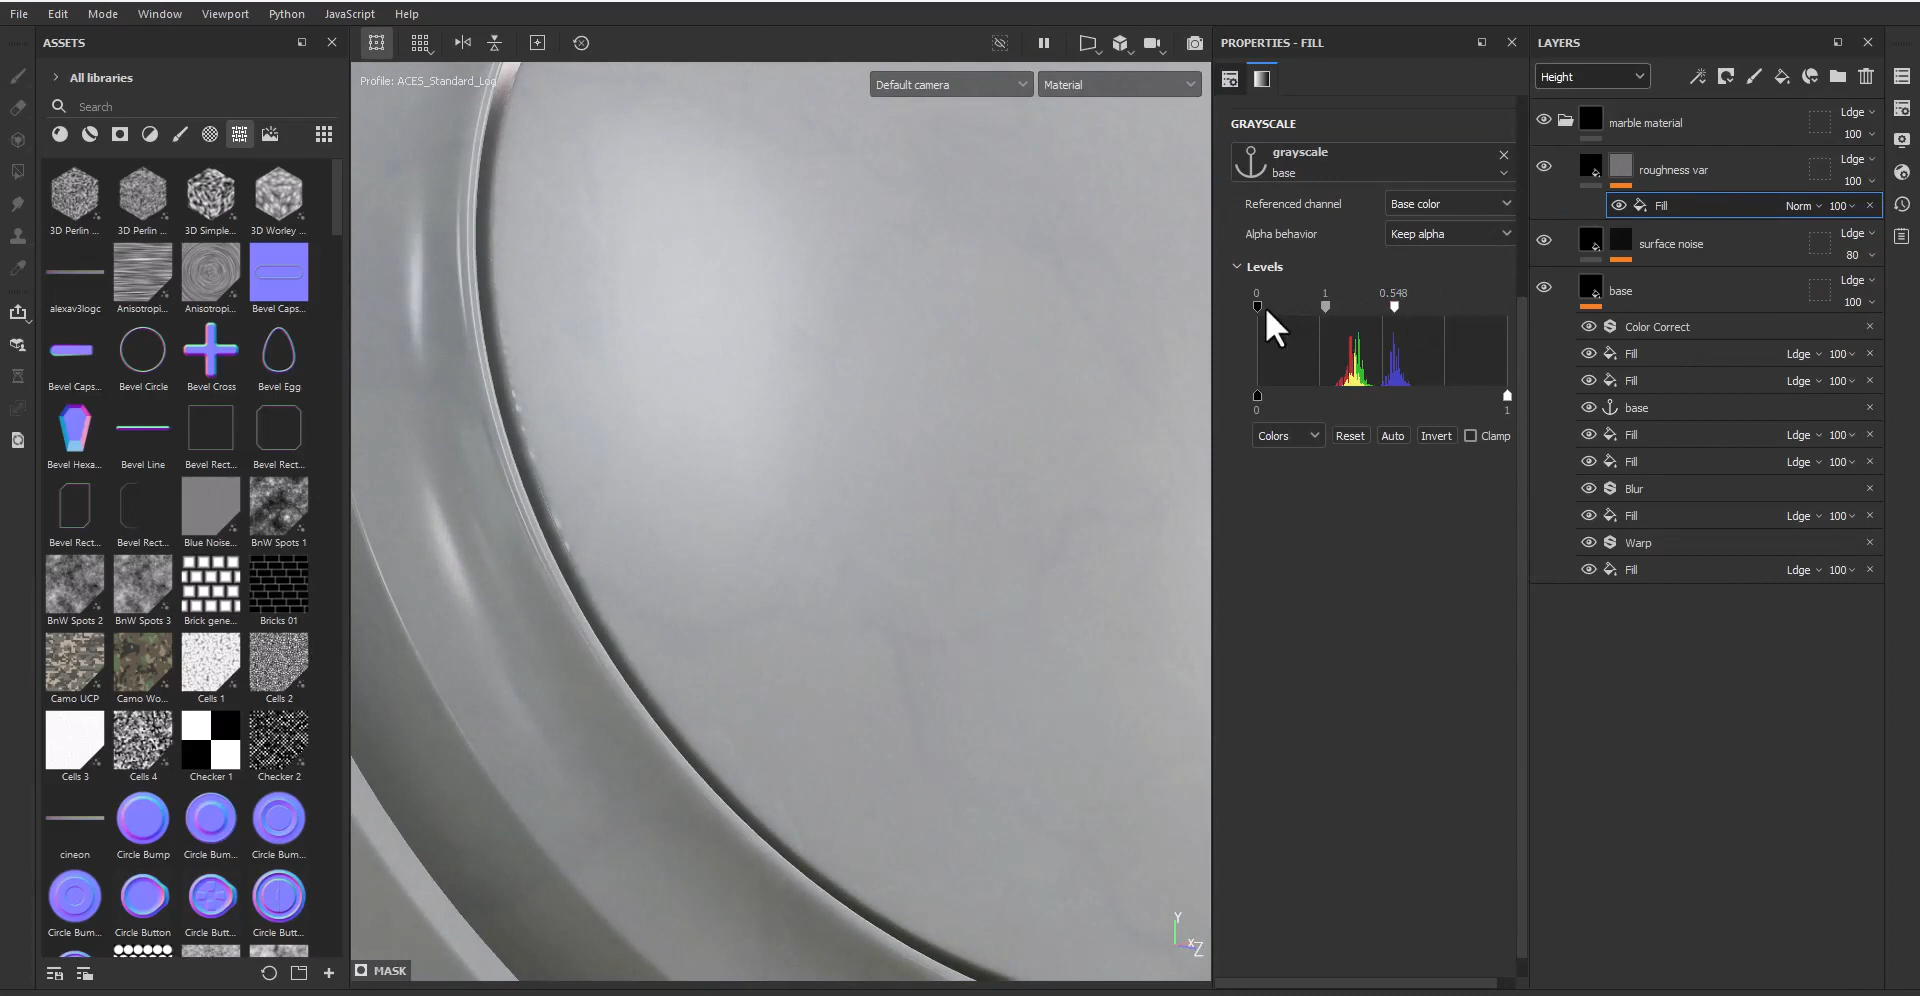 File Edit Mode Window Viewport Python JavaScript Help
ASSETS
All libraries
Search
3D Perlin ... 3D Perlin ... 3D Simple... 3D Worley ...
alexav3logc Anisotropi... Anisotropi... Bevel Caps...
Bevel Caps... Bevel Circle Bevel Cross Bevel Egg
Bevel Hexa... Bevel Line Bevel Rect... Bevel Rect...
Bevel Rect... Bevel Rect... Blue Noise... BnW Spots 1
BnW Spots 2 BnW Spots 3 Brick gene... Bricks 01
Camo UCP Camo Wo... Cells 1 Cells 2
Cells 3 Cells 4 Checker 1 Checker 2
cineon Circle Bump Circle Bum... Circle Bum...
Circle Bum... Circle Button Circle Butt... Circle Butt...
Profile: ACES_Standard_Log
Default camera Material
Y
X
Z
MASK
PROPERTIES - FILL
GRAYSCALE
grayscale
base
Referenced channel Base color
Alpha behavior Keep alpha
Levels
0 1 0.548
0 1
Colors Reset Auto Invert Clamp
LAYERS
Height
marble material Ldge 100
roughness var Ldge 100
Fill Norm 100
surface noise Ldge 80
base Ldge 100
Color Correct
Fill Ldge 100
Fill Ldge 100
base
Fill Ldge 100
Fill Ldge 100
Blur
Fill Ldge 100
Warp
Fill Ldge 100